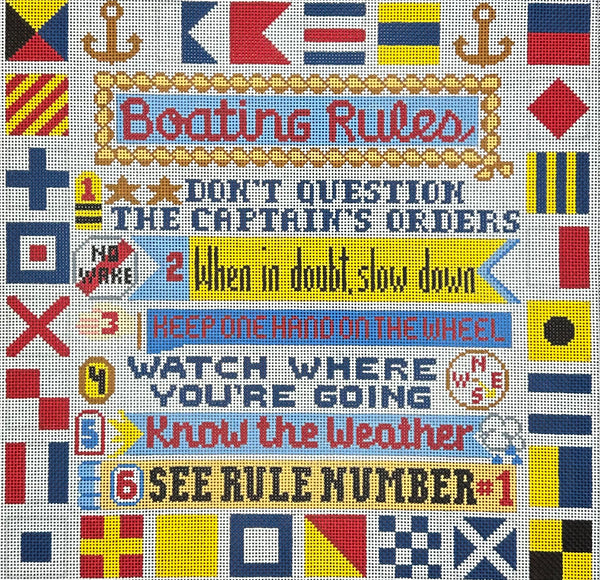 Boating Rules
1 DON'T QUESTION
THE CAPTAIN'S ORDERS
NO
WAKE
2 When in doubt, slow down
3 KEEP ONE HAND ON THE WHEEL
4 WATCH WHERE
YOU'RE GOING
N
W E
S
5 Know the Weather
6 SEE RULE NUMBER #1